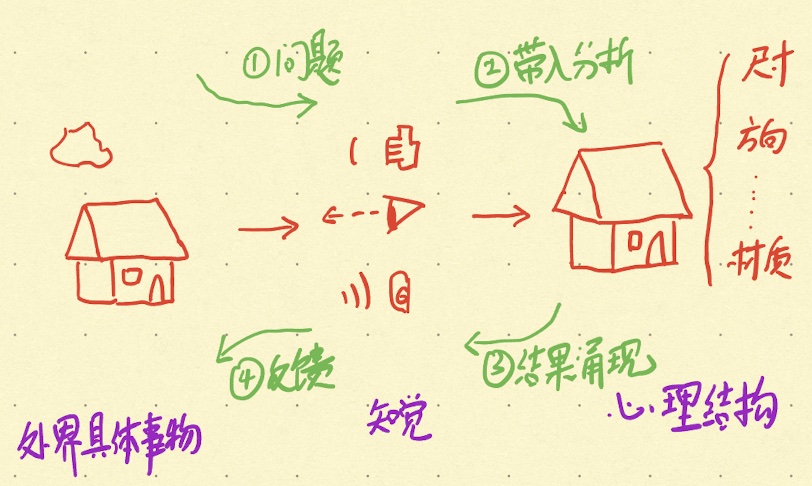 ①问题
②带入分析
尺寸
方向
……
材质
③结果涌现
④反馈
外界具体事物
知觉
心理结构